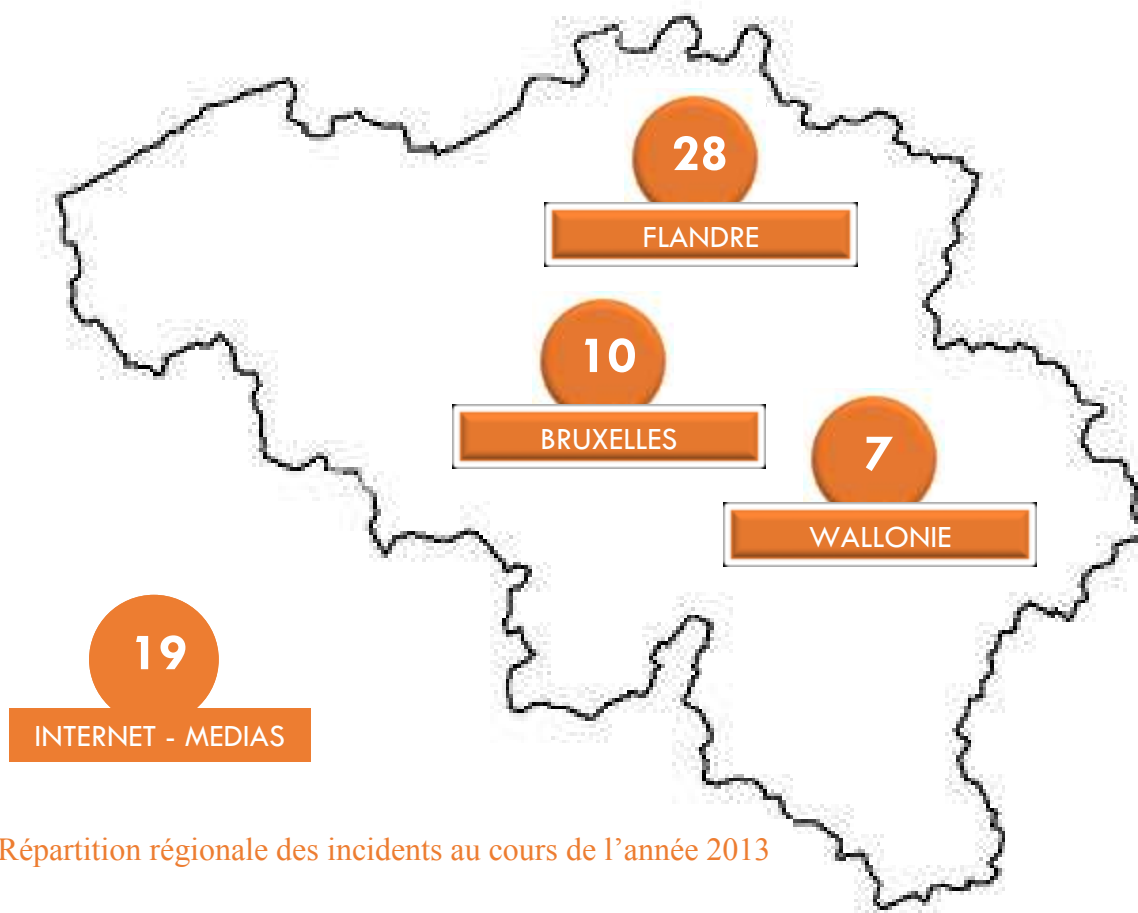 28
FLANDRE
10
BRUXELLES
7
WALLONIE
19
INTERNET - MEDIAS
Répartition régionale des incidents au cours de l’année 2013